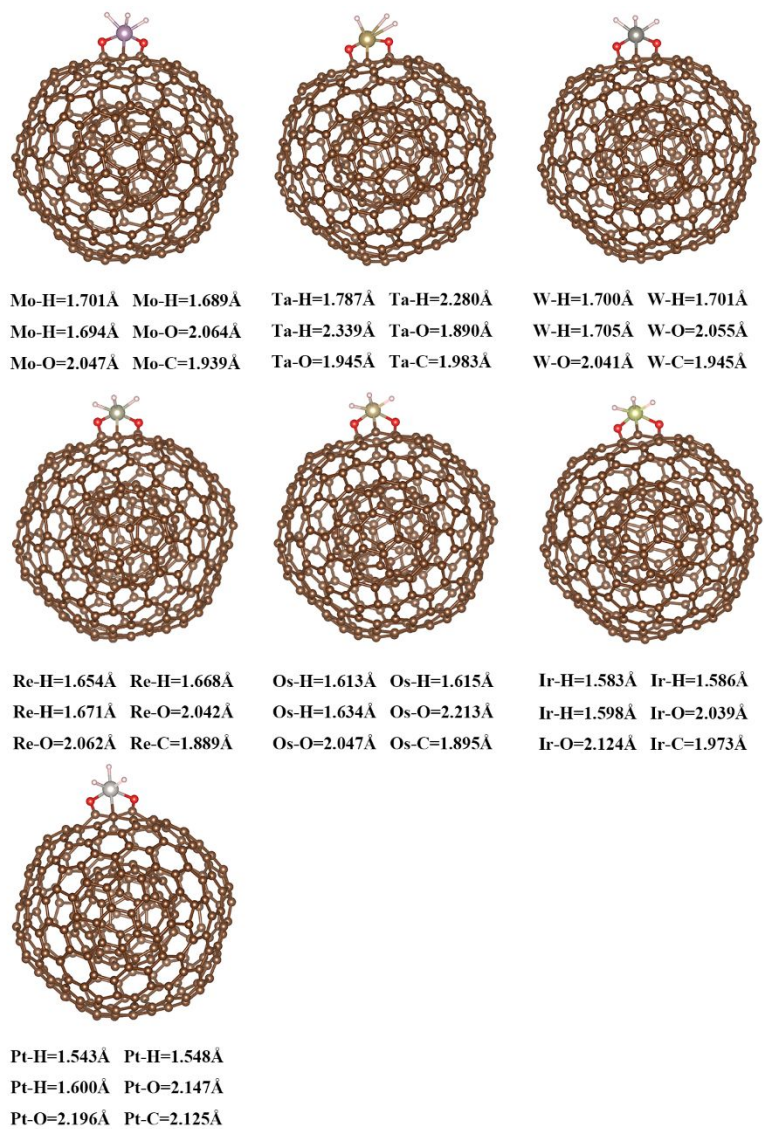 Mo-H=1.701Å Mo-H=1.689Å
Mo-H=1.694Å Mo-O=2.064Å
Mo-O=2.047Å Mo-C=1.939Å
Ta-H=1.787Å Ta-H=2.280Å
Ta-H=2.339Å Ta-O=1.890Å
Ta-O=1.945Å Ta-C=1.983Å
W-H=1.700Å W-H=1.701Å
W-H=1.705Å W-O=2.055Å
W-O=2.041Å W-C=1.945Å
Re-H=1.654Å Re-H=1.668Å
Re-H=1.671Å Re-O=2.042Å
Re-O=2.062Å Re-C=1.889Å
Os-H=1.613Å Os-H=1.615Å
Os-H=1.634Å Os-O=2.213Å
Os-O=2.047Å Os-C=1.895Å
Ir-H=1.583Å Ir-H=1.586Å
Ir-H=1.598Å Ir-O=2.039Å
Ir-O=2.124Å Ir-C=1.973Å
Pt-H=1.543Å Pt-H=1.548Å
Pt-H=1.600Å Pt-O=2.147Å
Pt-O=2.196Å Pt-C=2.125Å